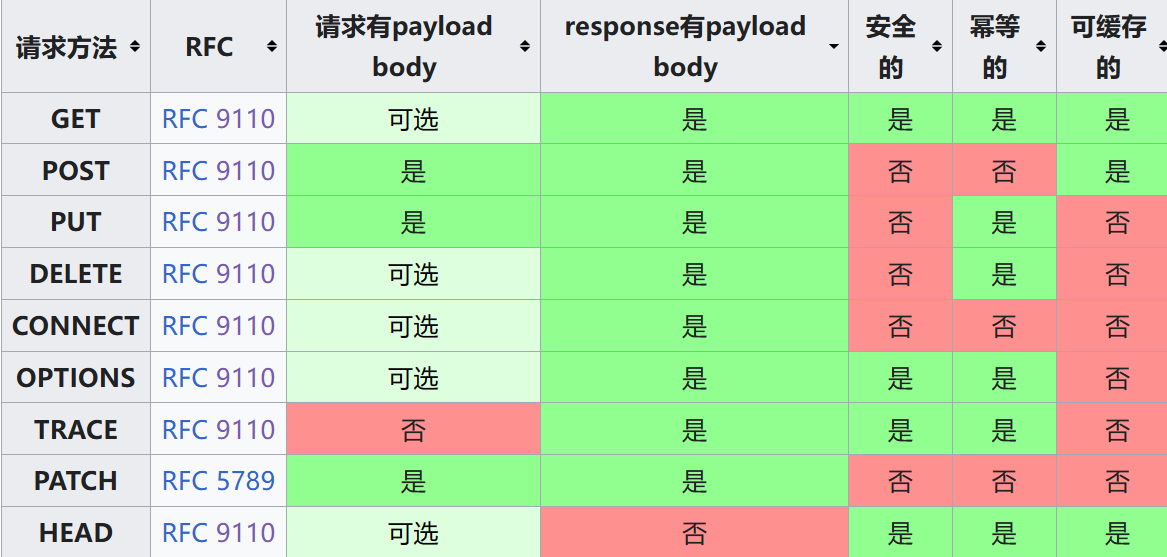 请求方法 RFC 请求有payload body response有payload body 安全的 幂等的 可缓存的
GET RFC 9110 可选 是 是 是 是
POST RFC 9110 是 是 否 否 是
PUT RFC 9110 是 是 否 是 否
DELETE RFC 9110 可选 是 否 是 否
CONNECT RFC 9110 可选 是 否 否 否
OPTIONS RFC 9110 可选 是 是 是 否
TRACE RFC 9110 否 是 是 是 否
PATCH RFC 5789 是 是 否 否 否
HEAD RFC 9110 可选 否 是 是 是